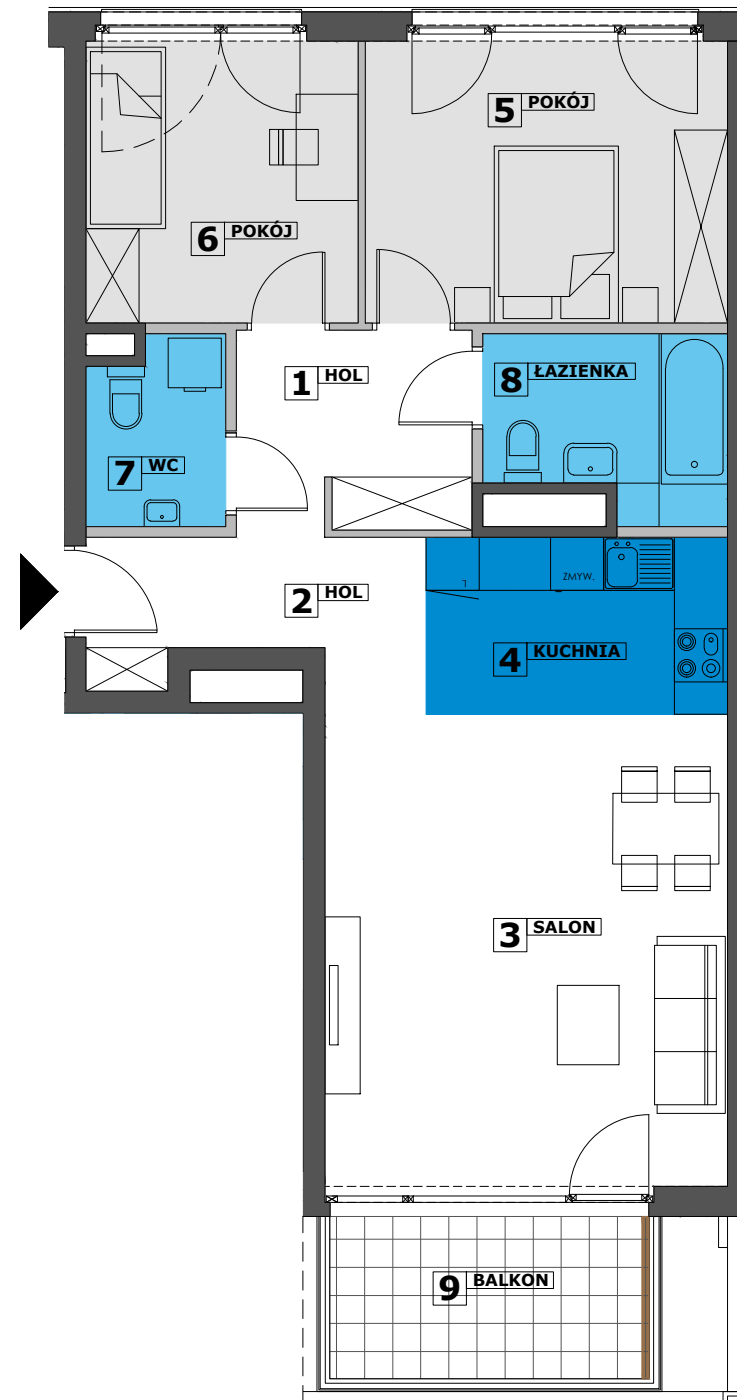 5 POKÓJ
6 POKÓJ
1 HOL
8 ŁAZIENKA
7 WC
ZMYW.
2 HOL
4 KUCHNIA
3 SALON
9 BALKON